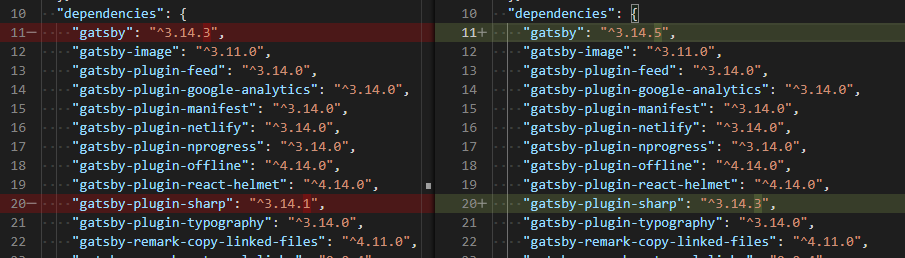 10 "dependencies": {
11— "gatsby": "^3.14.3",
12 "gatsby-image": "^3.11.0",
13 "gatsby-plugin-feed": "^3.14.0",
14 "gatsby-plugin-google-analytics": "^3.14.0",
15 "gatsby-plugin-manifest": "^3.14.0",
16 "gatsby-plugin-netlify": "^3.14.0",
17 "gatsby-plugin-nprogress": "^3.14.0",
18 "gatsby-plugin-offline": "^4.14.0",
19 "gatsby-plugin-react-helmet": "^4.14.0",
20— "gatsby-plugin-sharp": "^3.14.1",
21 "gatsby-plugin-typography": "^3.14.0",
22 "gatsby-remark-copy-linked-files": "^4.11.0",
10 "dependencies": {
11+ "gatsby": "^3.14.5",
12 "gatsby-image": "^3.11.0",
13 "gatsby-plugin-feed": "^3.14.0",
14 "gatsby-plugin-google-analytics": "^3.14.0",
15 "gatsby-plugin-manifest": "^3.14.0",
16 "gatsby-plugin-netlify": "^3.14.0",
17 "gatsby-plugin-nprogress": "^3.14.0",
18 "gatsby-plugin-offline": "^4.14.0",
19 "gatsby-plugin-react-helmet": "^4.14.0",
20+ "gatsby-plugin-sharp": "^3.14.3",
21 "gatsby-plugin-typography": "^3.14.0",
22 "gatsby-remark-copy-linked-files": "^4.11.0",